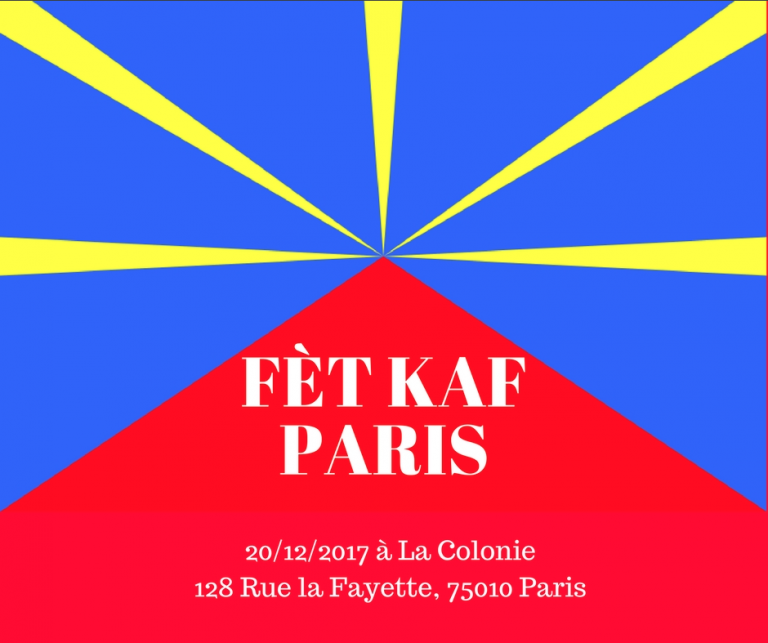 FÈT KAF
PARIS
20/12/2017 à La Colonie
128 Rue la Fayette, 75010 Paris